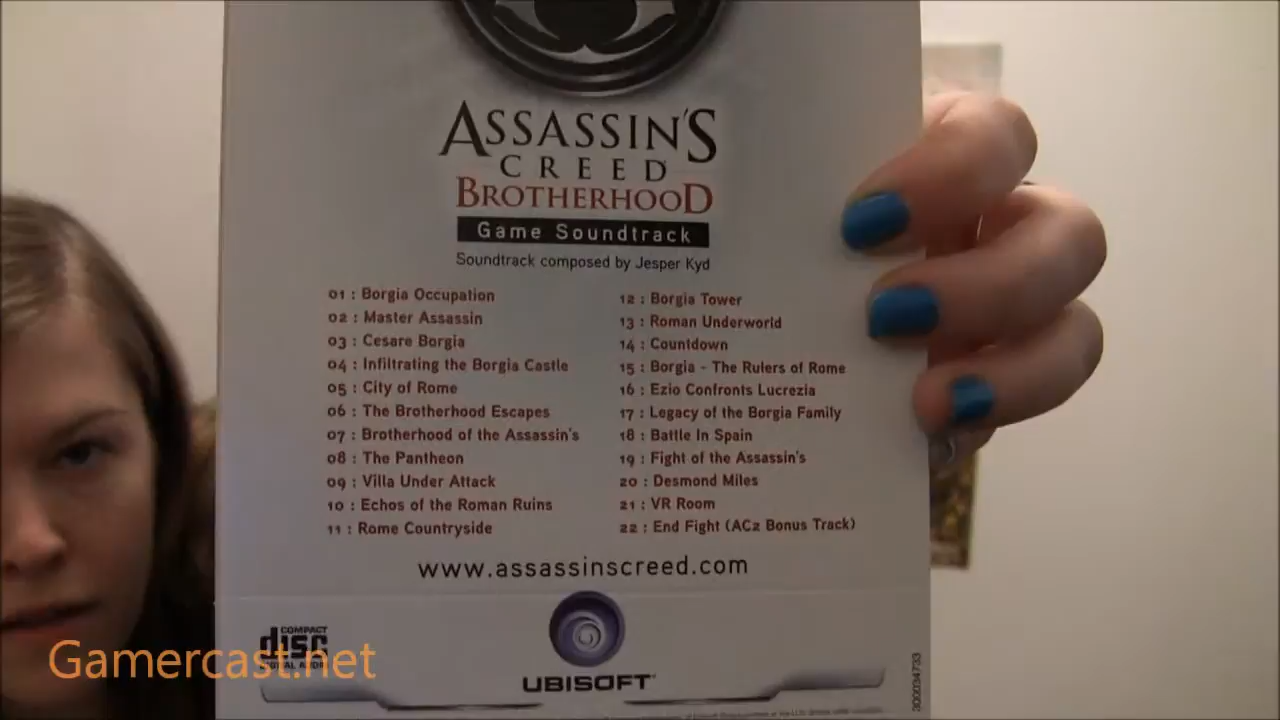 ASSASSIN'S
CREED
BROTHERHOOD
Game Soundtrack
Soundtrack composed by Jesper Kyd
01 : Borgia Occupation
02 : Master Assassin
03 : Cesare Borgia
04 : Infiltrating the Borgia Castle
05 : City of Rome
06 : The Brotherhood Escapes
07 : Brotherhood of the Assassin's
08 : The Pantheon
09 : Villa Under Attack
10 : Echos of the Roman Ruins
11 : Rome Countryside
12 : Borgia Tower
13 : Roman Underworld
14 : Countdown
15 : Borgia - The Rulers of Rome
16 : Ezio Confronts Lucrezia
17 : Legacy of the Borgia Family
18 : Battle In Spain
19 : Fight of the Assassin's
20 : Desmond Miles
21 : VR Room
22 : End Fight (AC2 Bonus Track)
www.assassinscreed.com
COMPACT
disc
DIGITAL AUDIO
Gamercast.net
UBISOFT
300034733